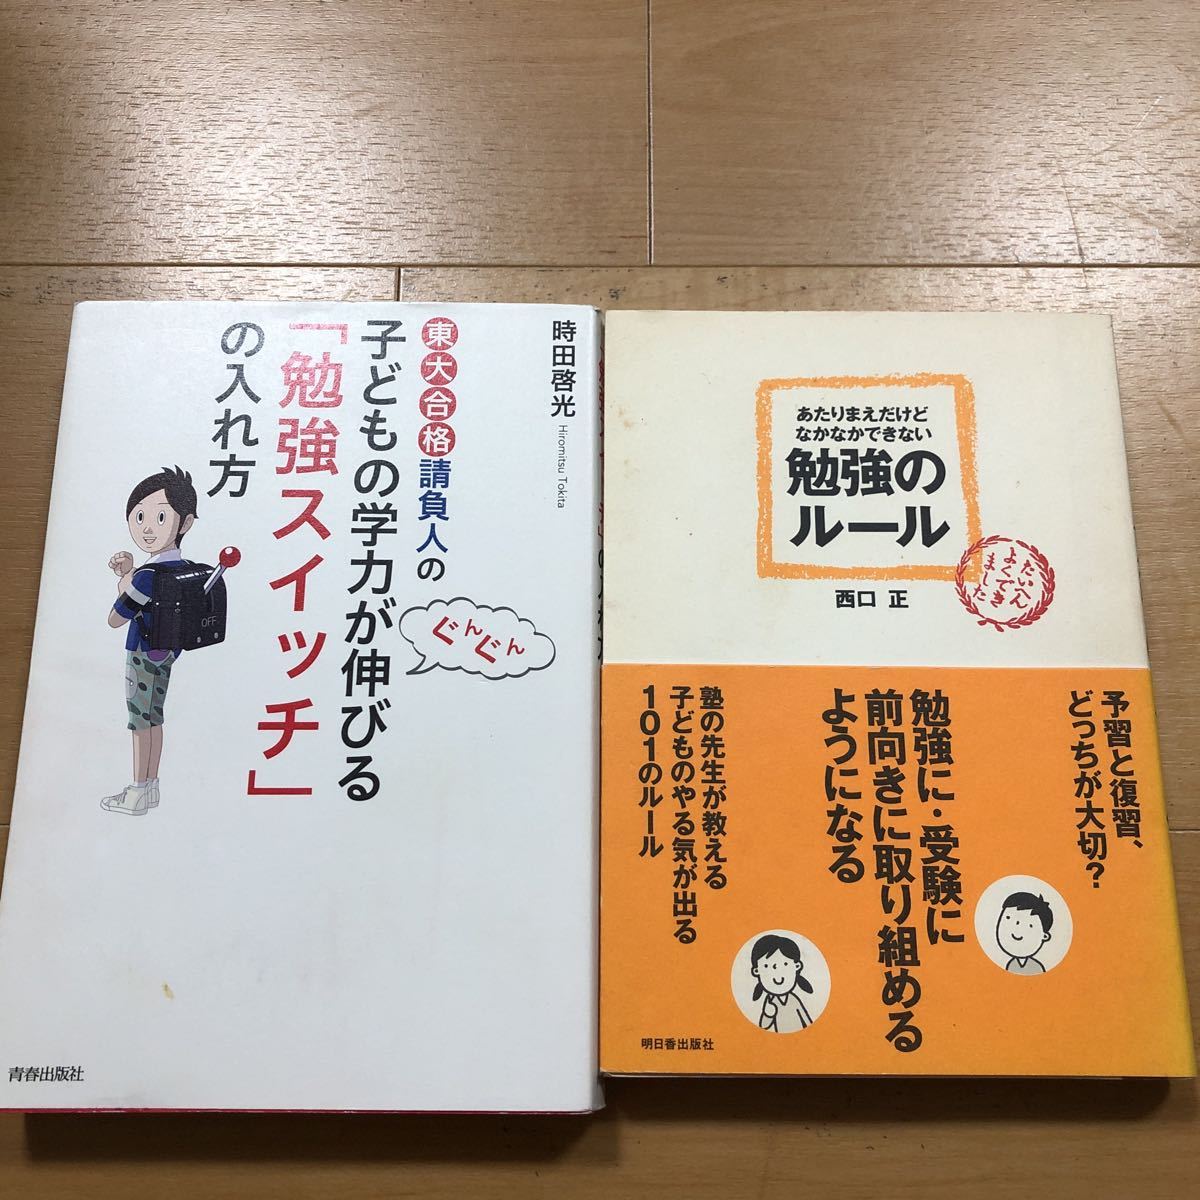 時田啓光
Hiromitsu Tokita
東大合格請負人の
子どもの学力が伸びる
「勉強スイッチ」
の入れ方
ぐんぐん
OFF
青春出版社
あたりまえだけど
なかなかできない
勉強の
ルール
西口 正
たいへん
よくでき
ました
予習と復習、
どっちが大切？
勉強に・受験に
前向きに取り組める
ようになる
塾の先生が教える
子どものやる気が出る
101のルール
明日香出版社